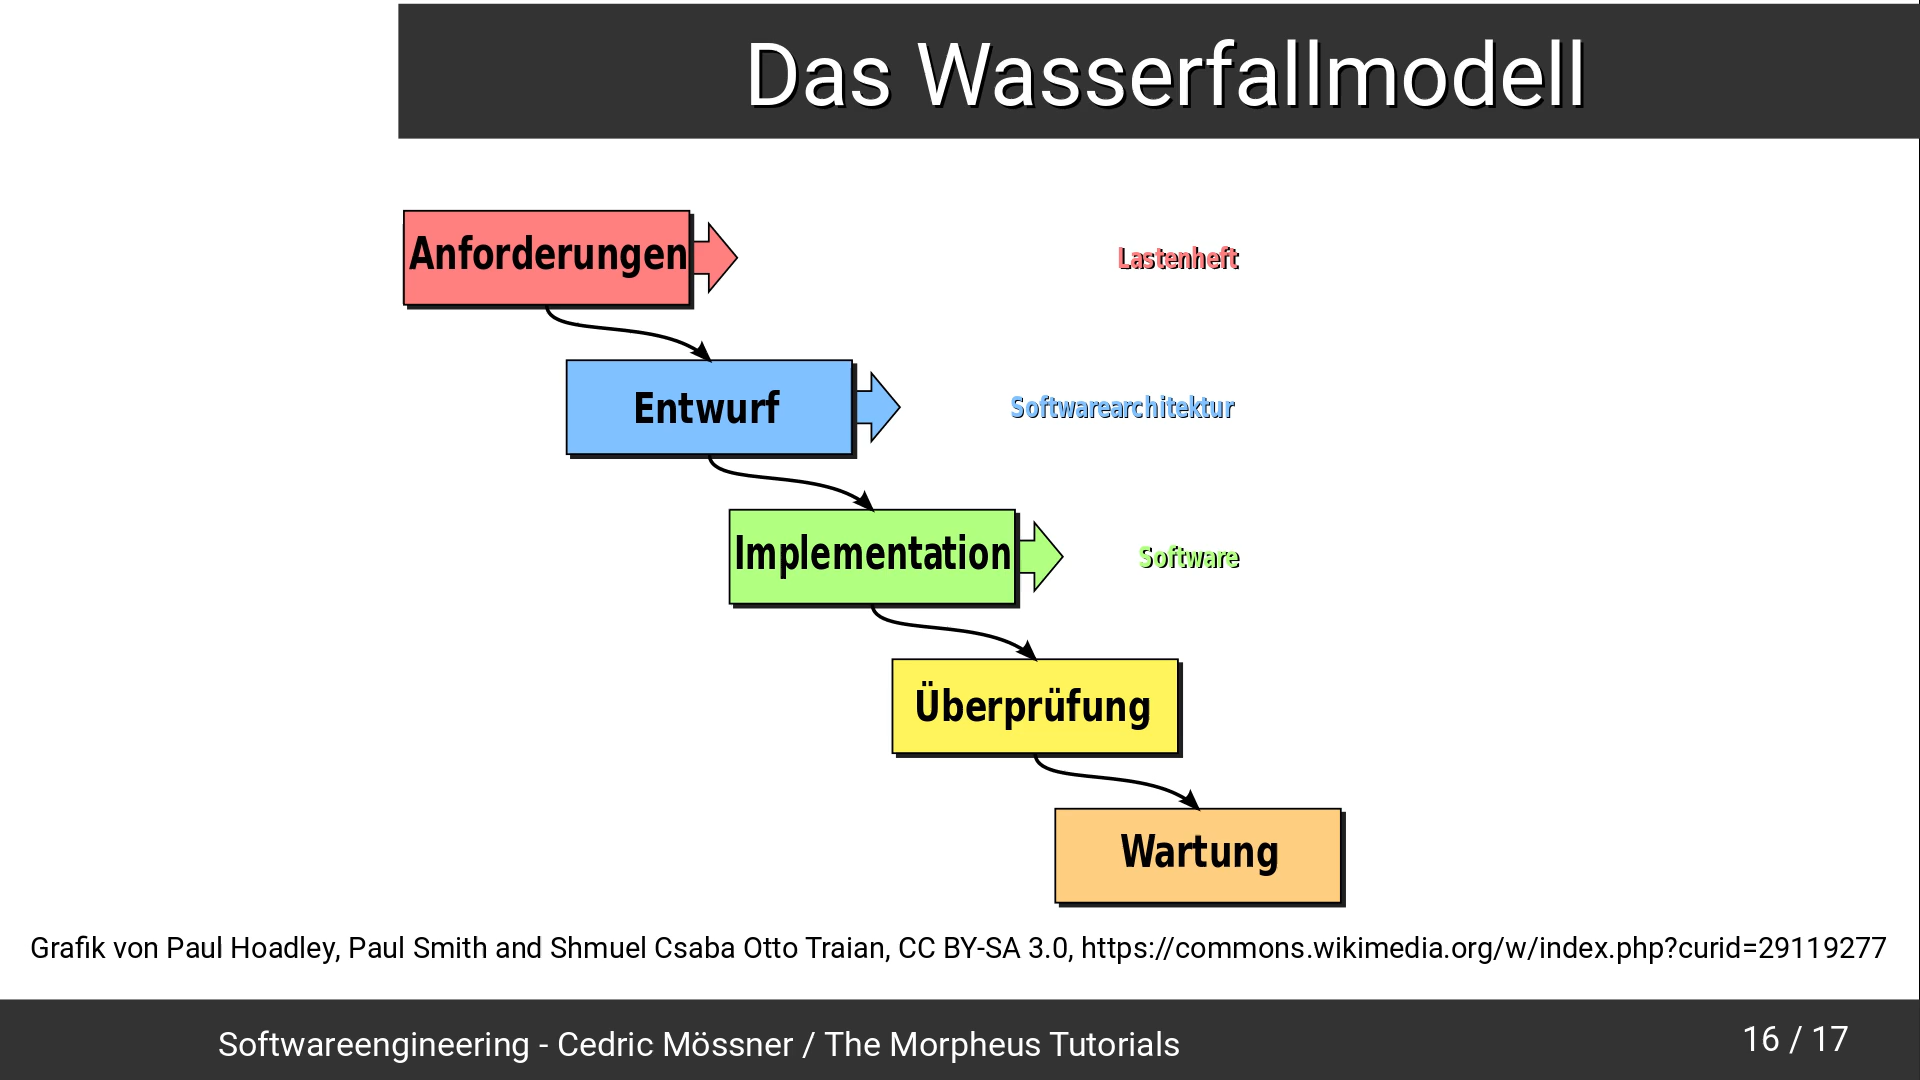 Das Wasserfallmodell
Anforderungen
Lastenheft
Entwurf
Softwarearchitektur
Implementation
Software
Überprüfung
Wartung
Grafik von Paul Hoadley, Paul Smith and Shmuel Csaba Otto Traian, CC BY-SA 3.0, https://commons.wikimedia.org/w/index.php?curid=29119277
Softwareengineering - Cedric Mössner / The Morpheus Tutorials
16 / 17